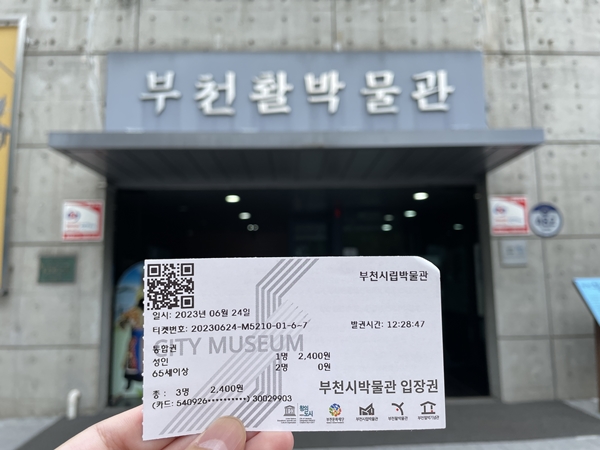 부천활박물관
부천시립박물관
일시: 2023년 06월 24일
티켓번호: 20230624-M5210-01-6-7 발권시간: 12:28:47
CITY MUSEUM
통합권
성인 1명 2,400원
65세이상 2명 0원
총 : 3명 2,400원
(카드: 540926**********) 30029903
부천시박물관 입장권